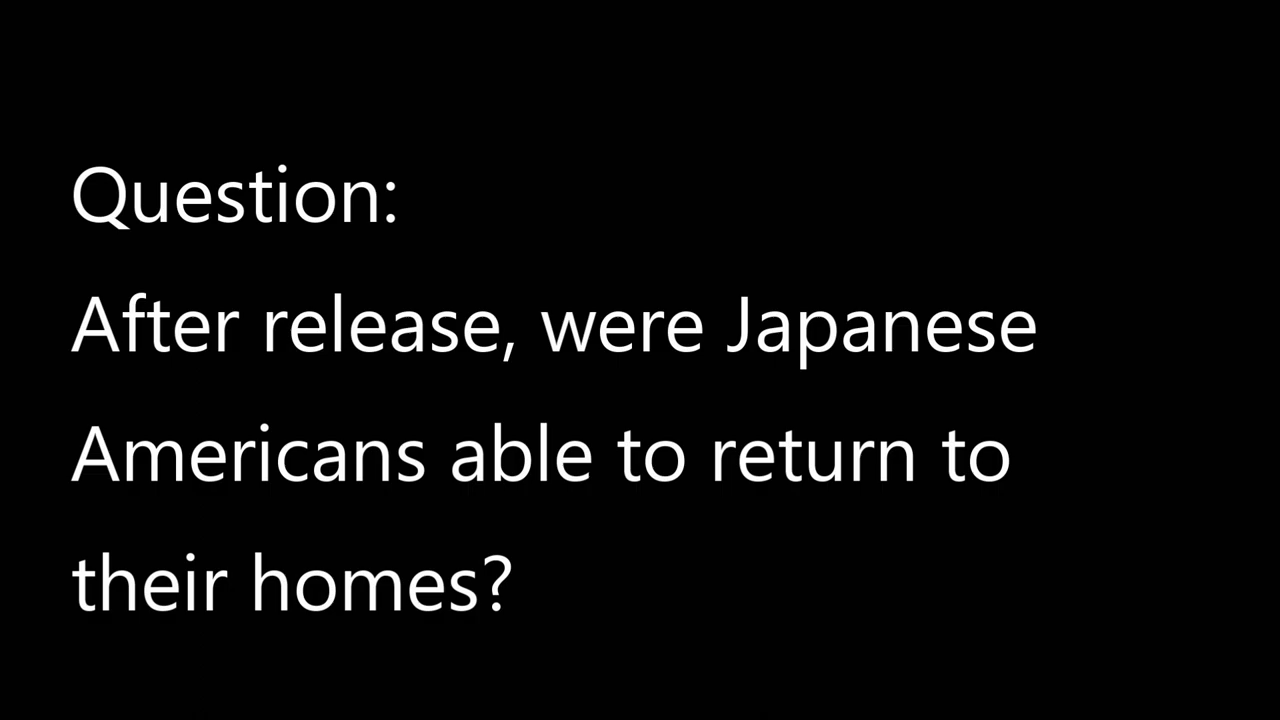 Question:
After release, were Japanese
Americans able to return to
their homes?